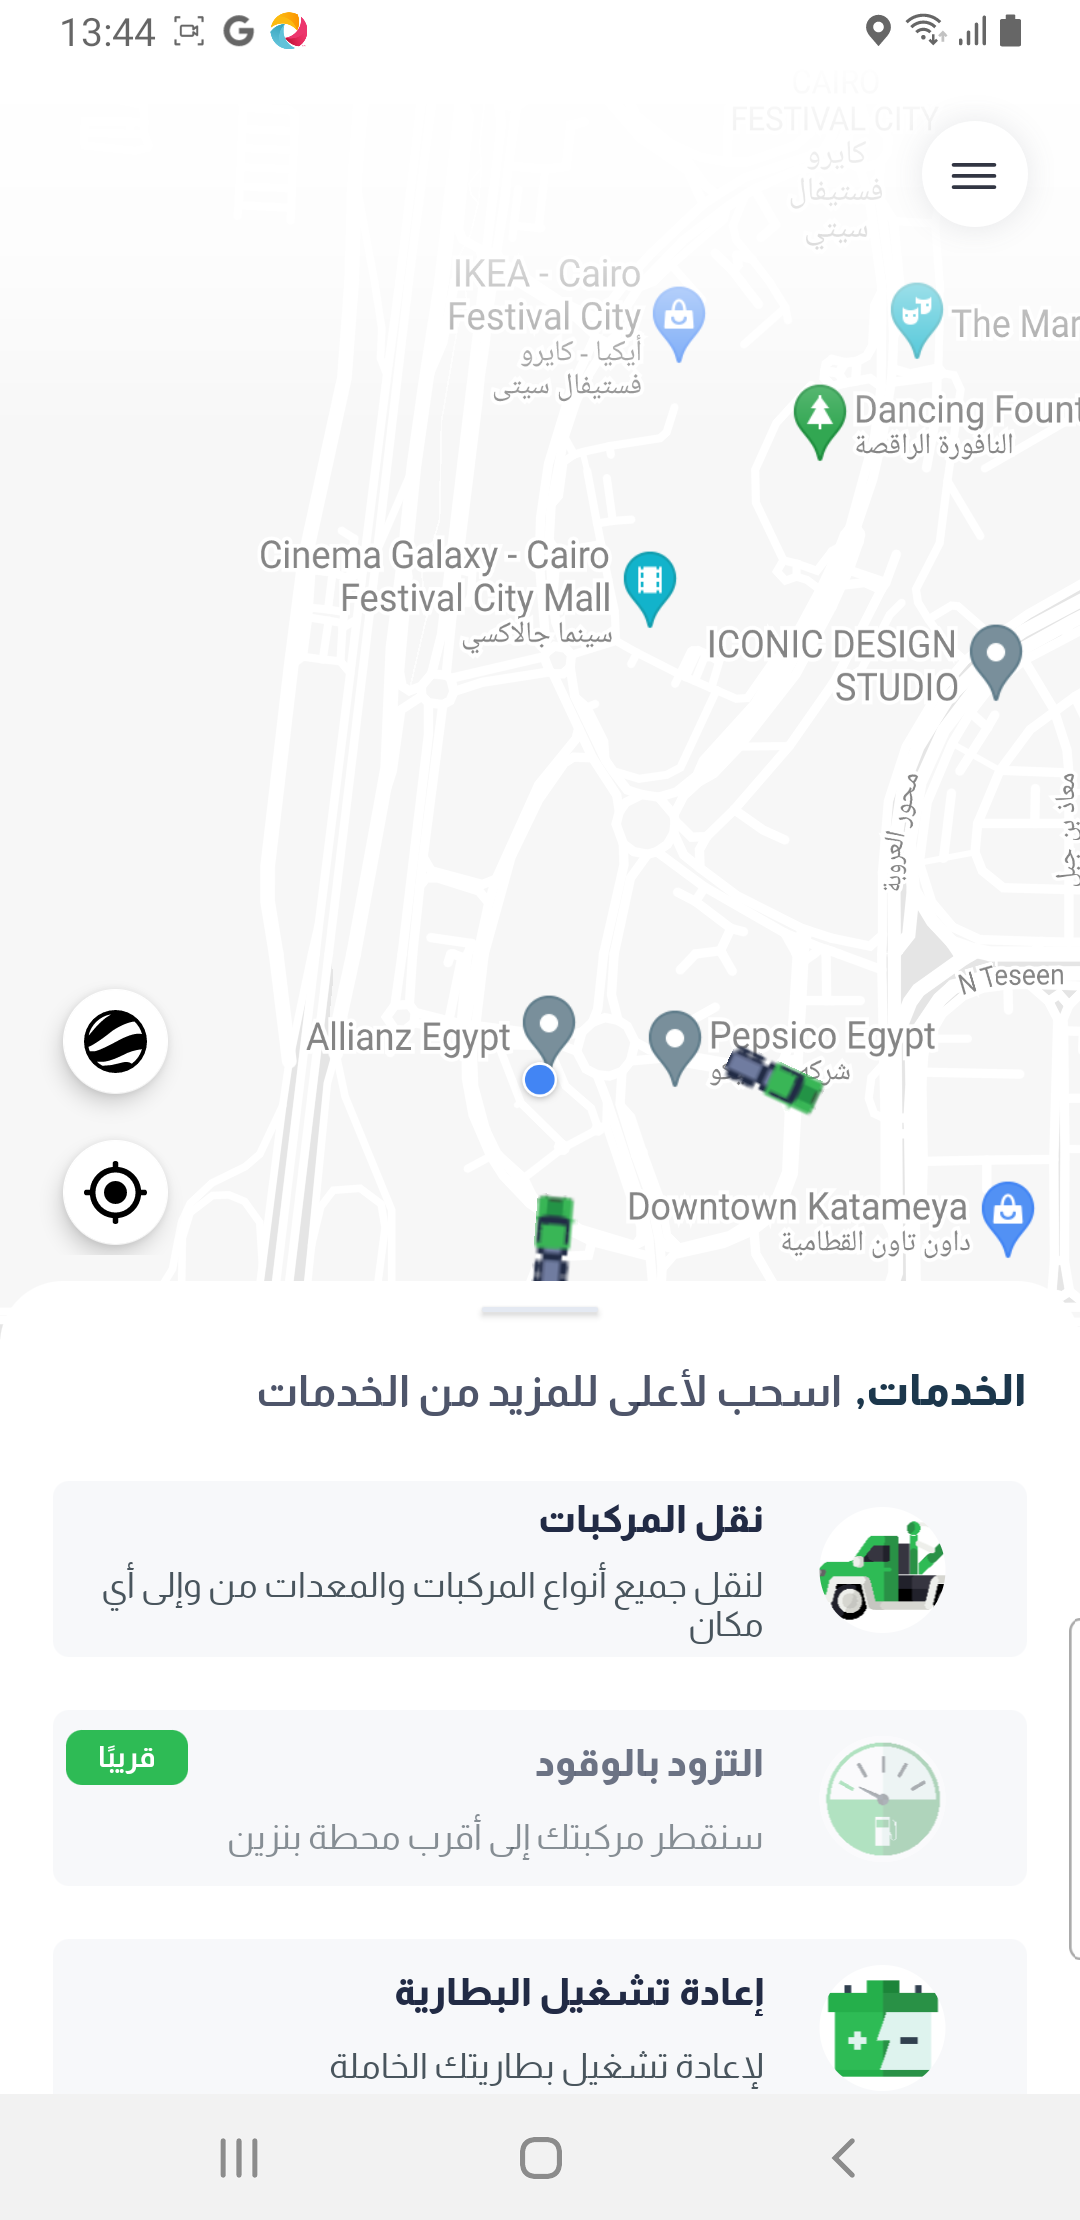 13:44
CAIRO
FESTIVAL CITY
كايرو
فستيفال
سيتي
IKEA - Cairo
Festival City
أيكيا - كايرو
فستيفال سيتى
The Mar
Dancing Fount
النافورة الراقصة
Cinema Galaxy - Cairo
Festival City Mall
سينما جالاكسي
ICONIC DESIGN
STUDIO
محور العروبة
معاذ بن جبل
N Teseen
Allianz Egypt
Pepsico Egypt
Downtown Katameya
داون تاون القطامية
الخدمات, اسحب لأعلى للمزيد من الخدمات
نقل المركبات
لنقل جميع أنواع المركبات والمعدات من وإلى أي
مكان
قريبًا
التزود بالوقود
سنقطر مركبتك إلى أقرب محطة بنزين
إعادة تشغيل البطارية
لإعادة تشغيل بطاريتك الخاملة